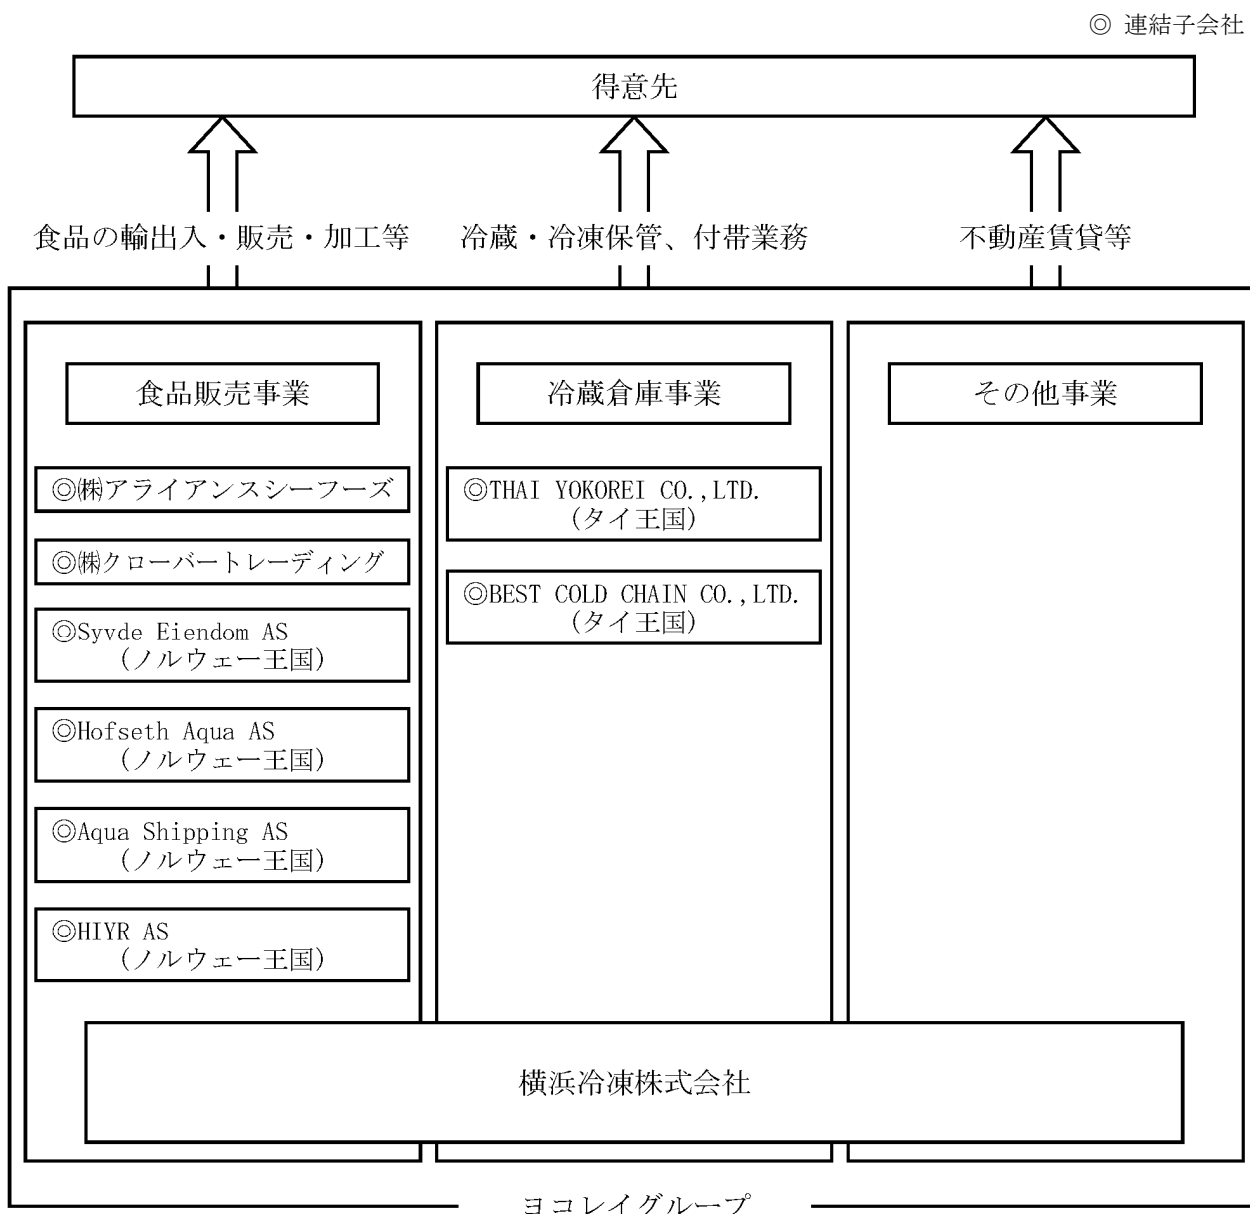 ◎ 連結子会社
得意先
食品の輸出入・販売・加工等
冷蔵・冷凍保管、付帯業務
不動産賃貸等
食品販売事業
冷蔵倉庫事業
その他事業
◎㈱アライアンスシーフーズ
◎㈱クローバートレーディング
◎Syvde Eiendom AS
(ノルウェー王国)
◎Hofseth Aqua AS
(ノルウェー王国)
◎Aqua Shipping AS
(ノルウェー王国)
◎HIYR AS
(ノルウェー王国)
◎THAI YOKOREI CO.,LTD.
(タイ王国)
◎BEST COLD CHAIN CO.,LTD.
(タイ王国)
横浜冷凍株式会社
ヨコレイグループ